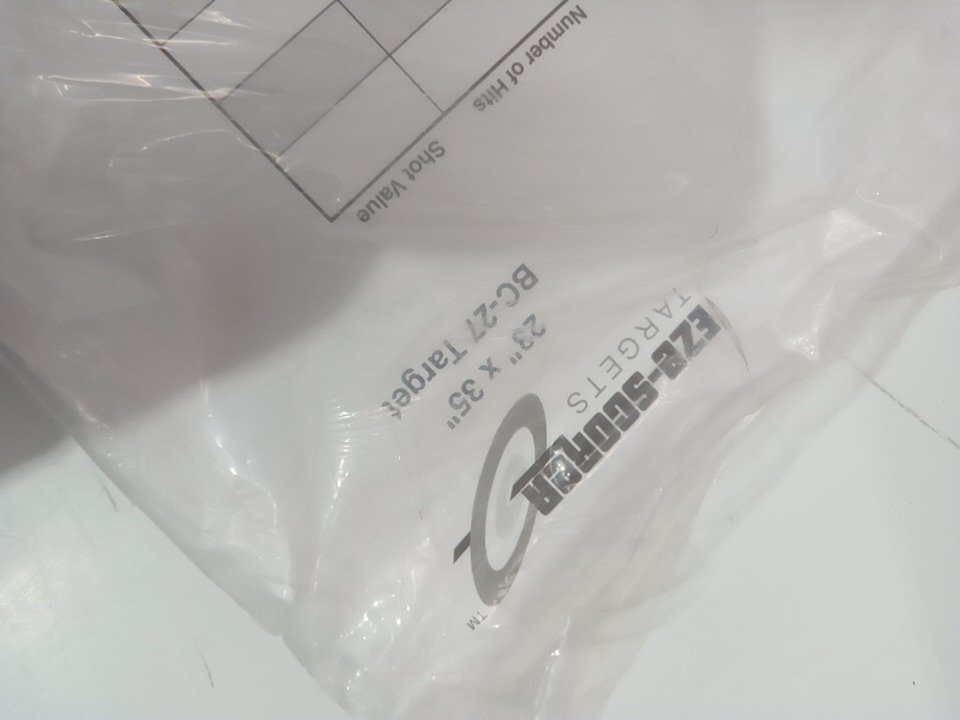 EZE-SCORER
TARGETS
TM
23" x 35"
BC-27 Target
Shot Value
Number of Hits